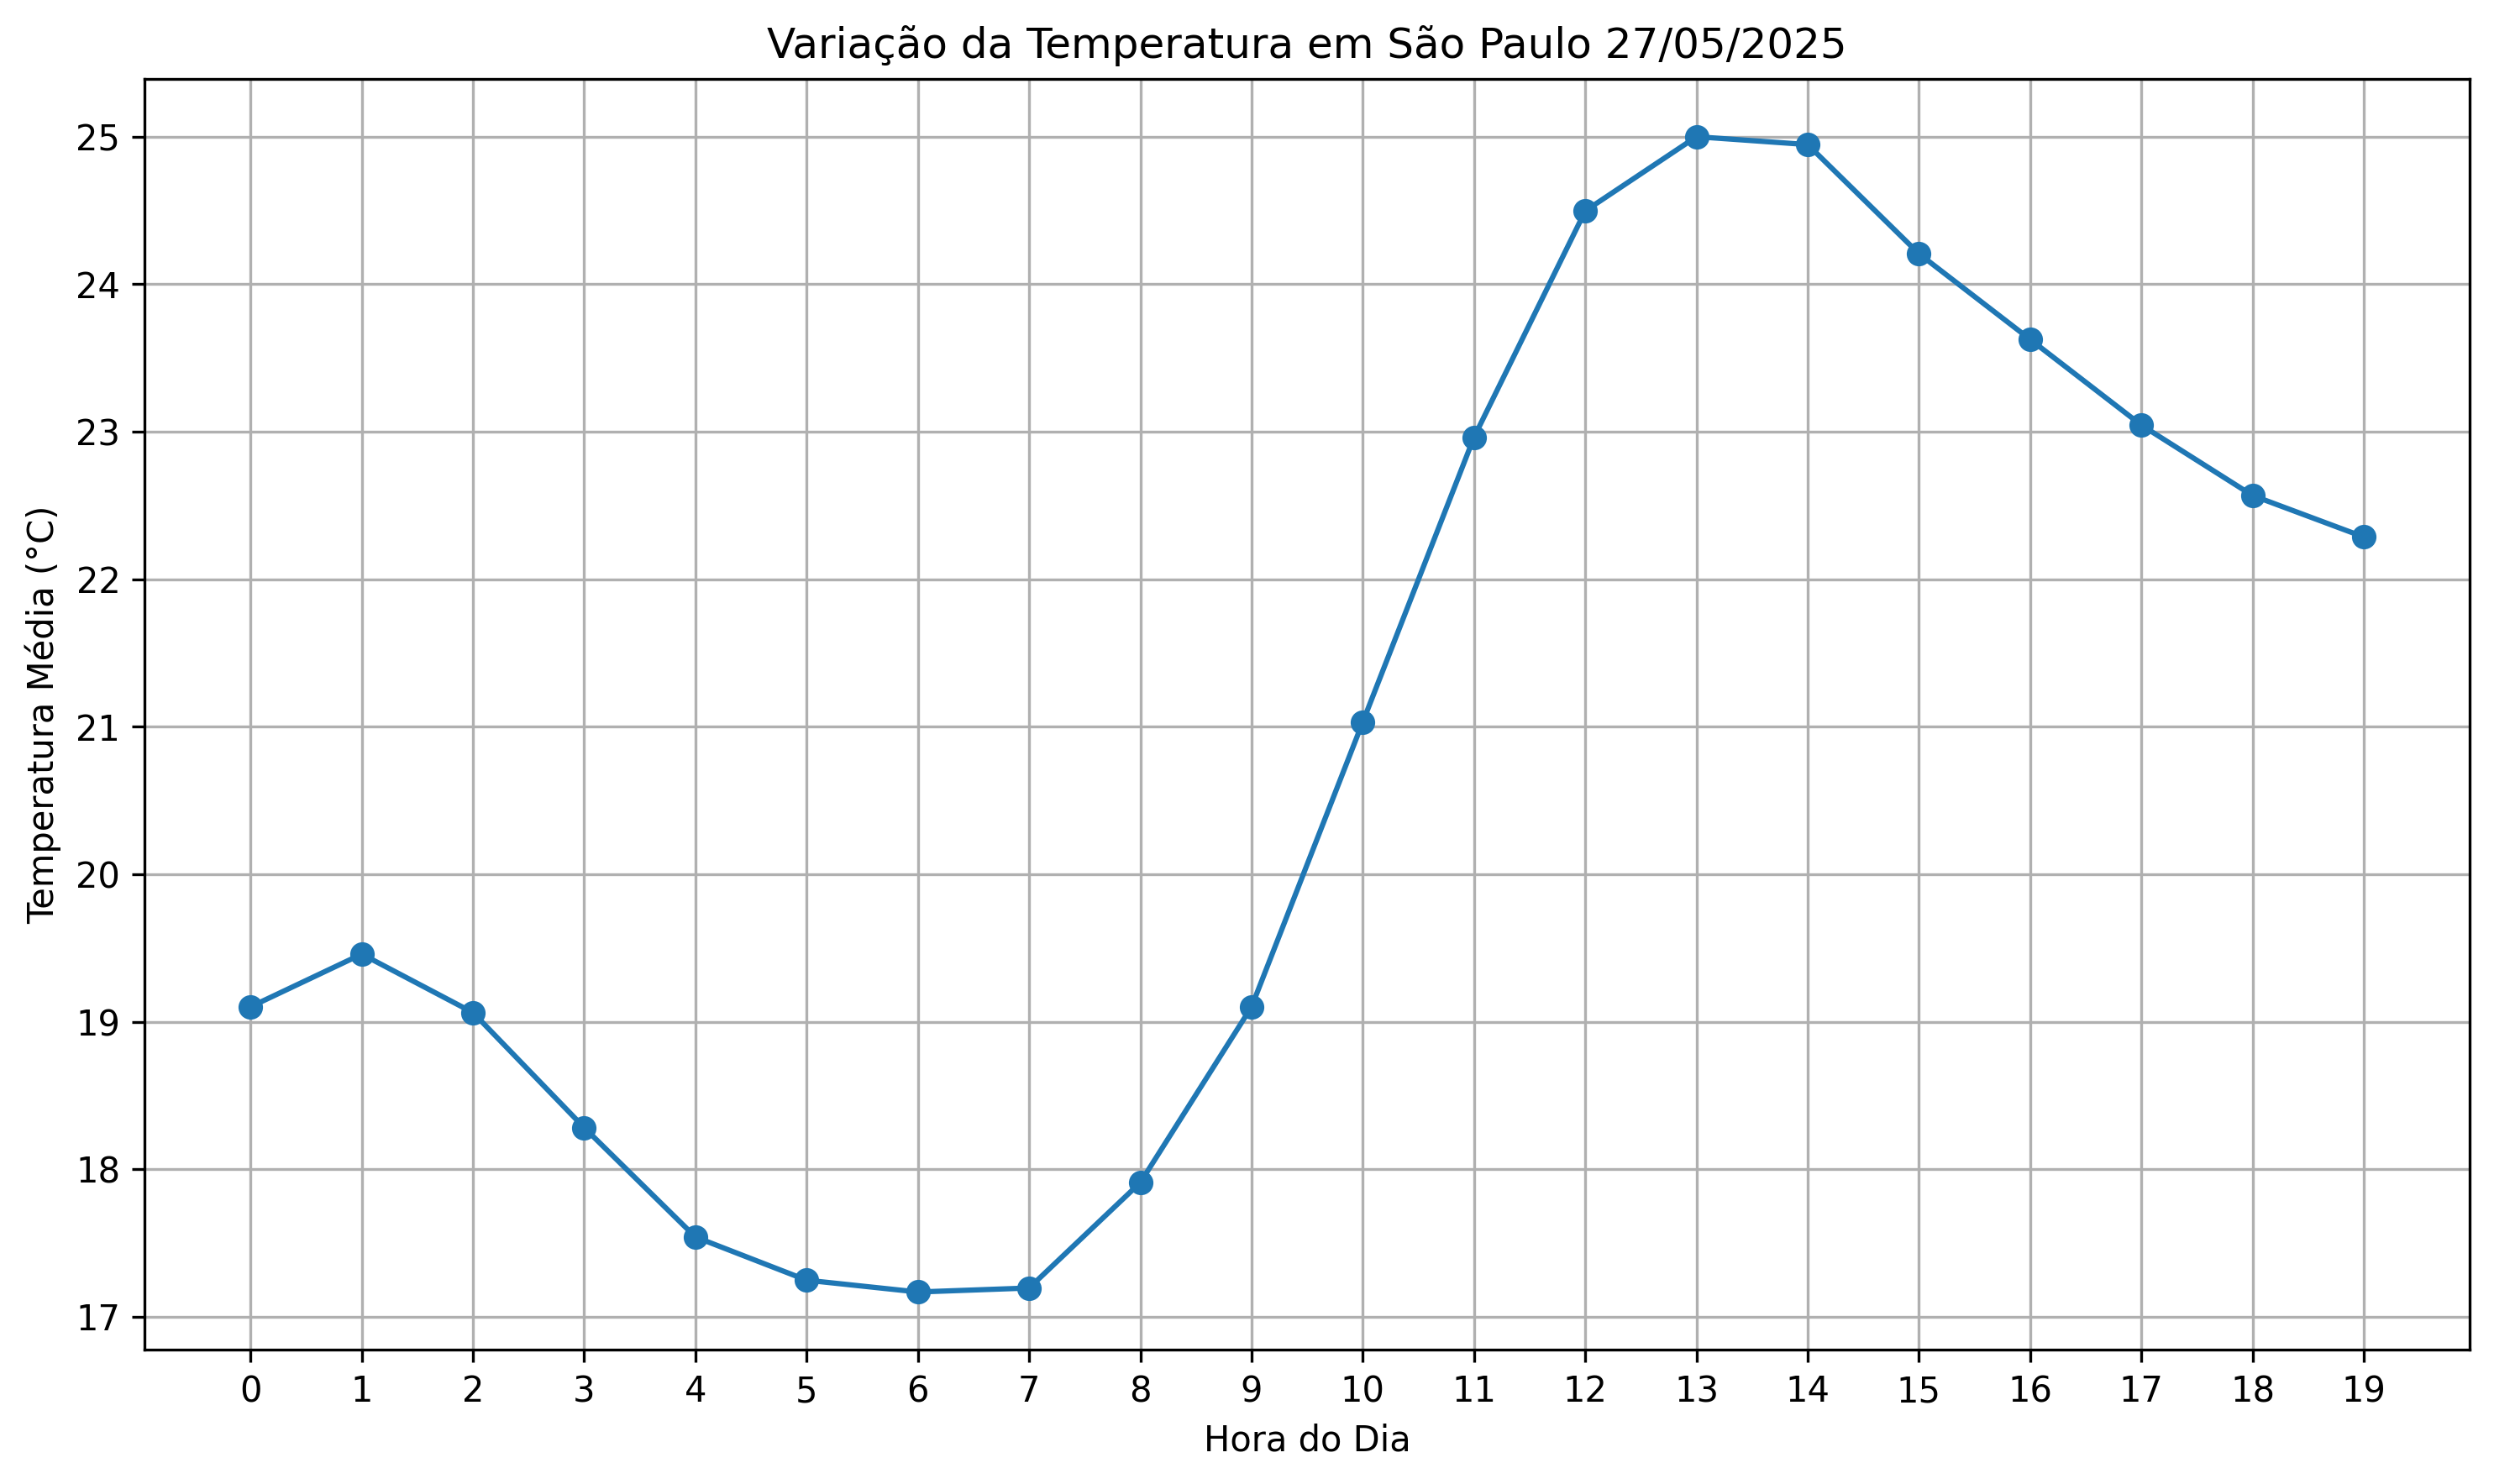 Variação da Temperatura em São Paulo 27/05/2025
25
24
23
22
21
20
19
18
17
Temperatura Média (°C)
0 1 2 3 4 5 6 7 8 9 10 11 12 13 14 15 16 17 18 19
Hora do Dia